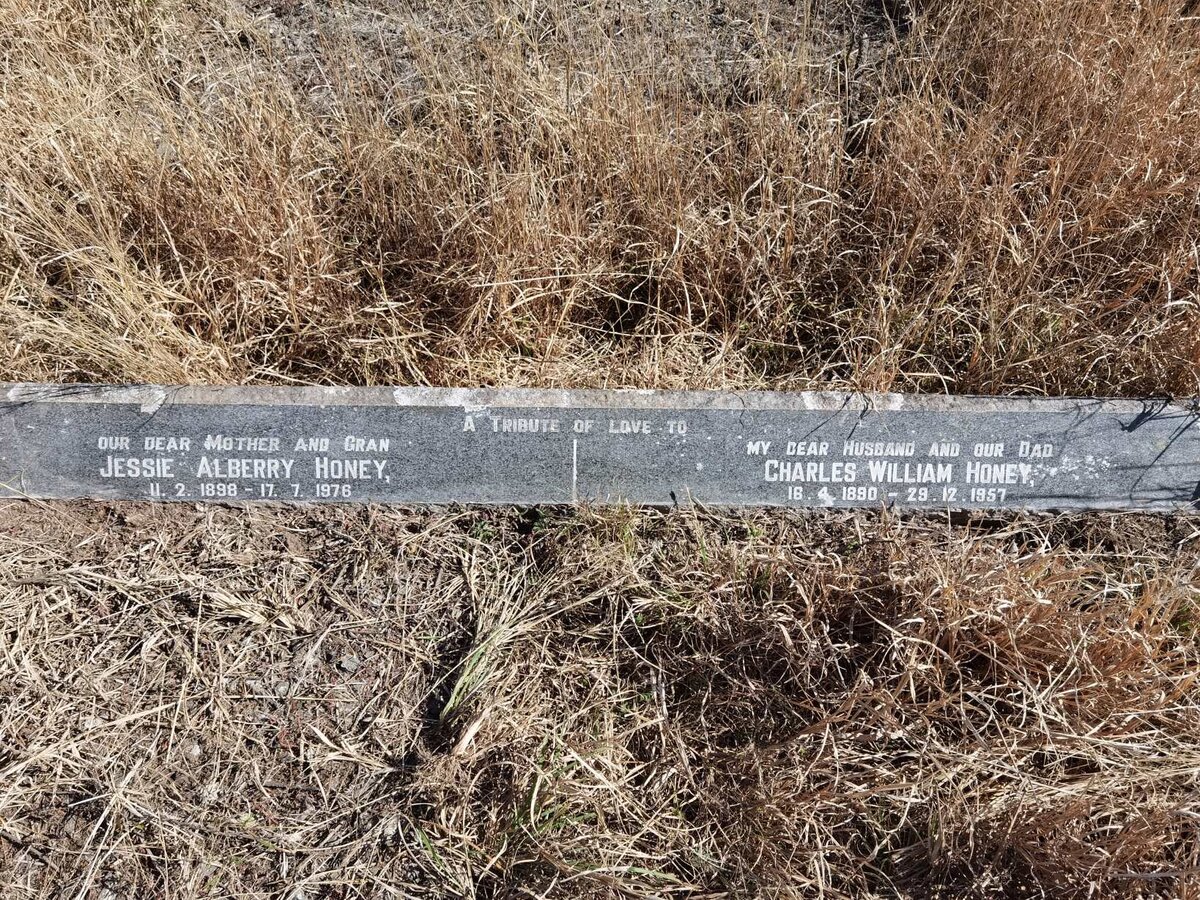 A TRIBUTE OF LOVE TO
OUR DEAR MOTHER AND GRAN
JESSIE ALBERRY HONEY,
11. 2. 1898 - 17. 7. 1976
MY DEAR HUSBAND AND OUR DAD
CHARLES WILLIAM HONEY,
16. 4. 1890 - 29. 12. 1957